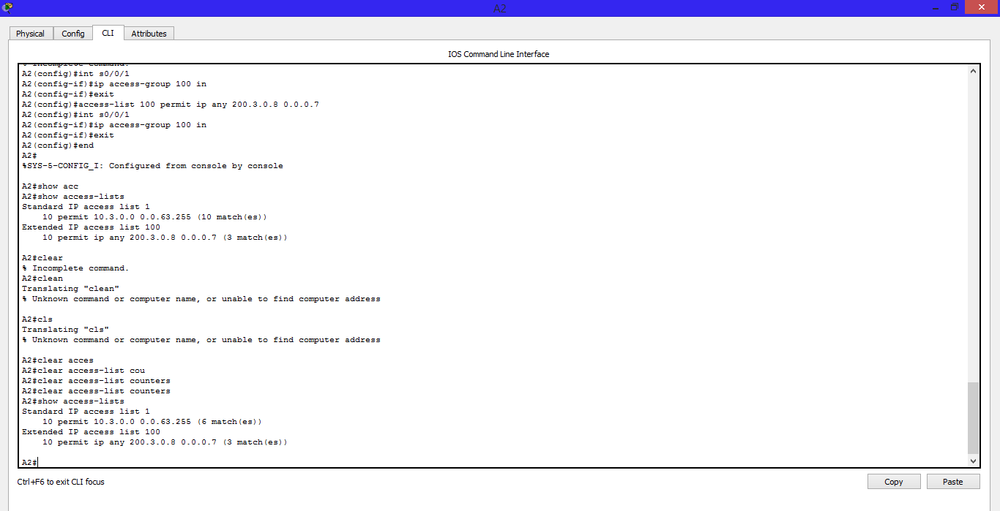 A2
Physical Config CLI Attributes
IOS Command Line Interface
% Incomplete command.
A2(config)#int s0/0/1
A2(config-if)#ip access-group 100 in
A2(config-if)#exit
A2(config)#access-list 100 permit ip any 200.3.0.8 0.0.0.7
A2(config)#int s0/0/1
A2(config-if)#ip access-group 100 in
A2(config-if)#exit
A2(config)#end
A2#
%SYS-5-CONFIG_I: Configured from console by console
A2#show acc
A2#show access-lists
Standard IP access list 1
10 permit 10.3.0.0 0.0.63.255 (10 match(es))
Extended IP access list 100
10 permit ip any 200.3.0.8 0.0.0.7 (3 match(es))
A2#clear
% Incomplete command.
A2#clean
Translating "clean"
% Unknown command or computer name, or unable to find computer address
A2#cls
Translating "cls"
% Unknown command or computer name, or unable to find computer address
A2#clear acces
A2#clear access-list cou
A2#clear access-list counters
A2#clear access-list counters
A2#show access-lists
Standard IP access list 1
10 permit 10.3.0.0 0.0.63.255 (6 match(es))
Extended IP access list 100
10 permit ip any 200.3.0.8 0.0.0.7 (3 match(es))
A2#
Ctrl+F6 to exit CLI focus
Copy Paste